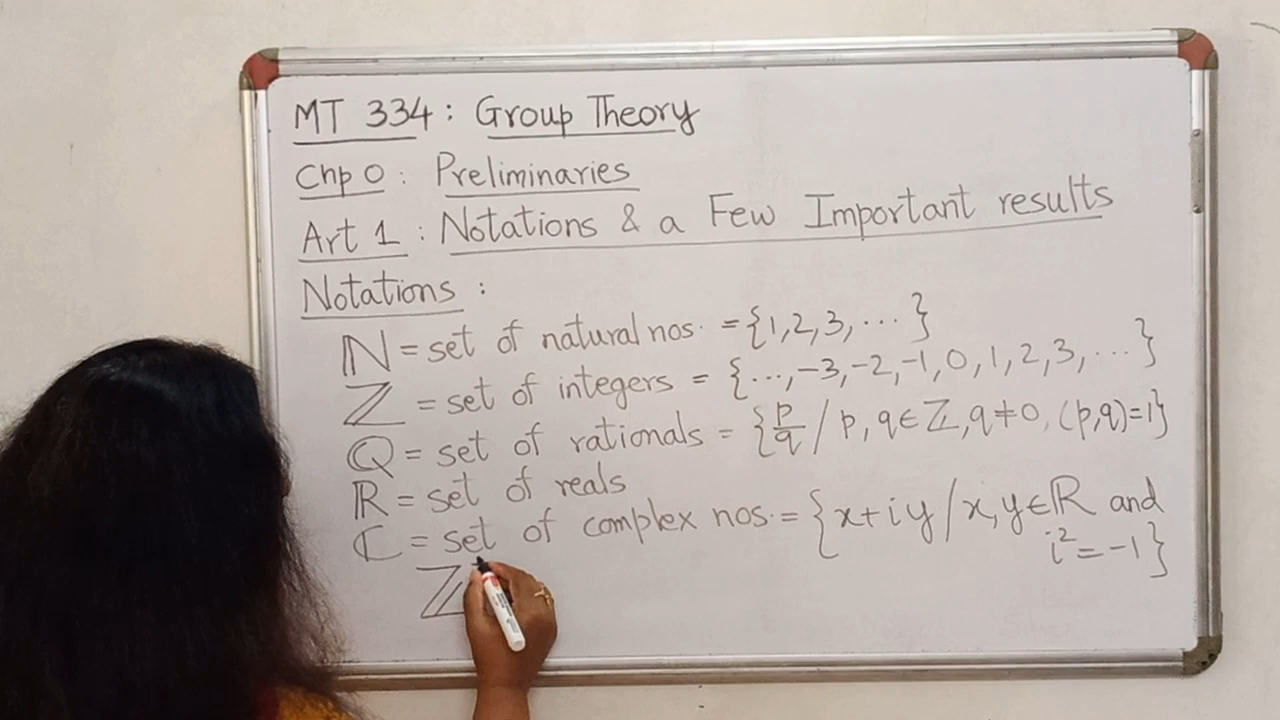 MT 334 : Group Theory
Chp 0 : Preliminaries
Art 1 : Notations & a Few Important results
Notations :
ℕ = set of natural nos. = {1,2,3, ...}
ℤ = set of integers = {..., -3, -2, -1, 0, 1, 2, 3, ...}
ℚ = set of rationals = {p/q / p, q ∈ ℤ, q ≠ 0, (p,q)=1}
ℝ = set of reals
ℂ = set of complex nos. = {x+iy / x, y ∈ ℝ and
i² = -1}
ℤ